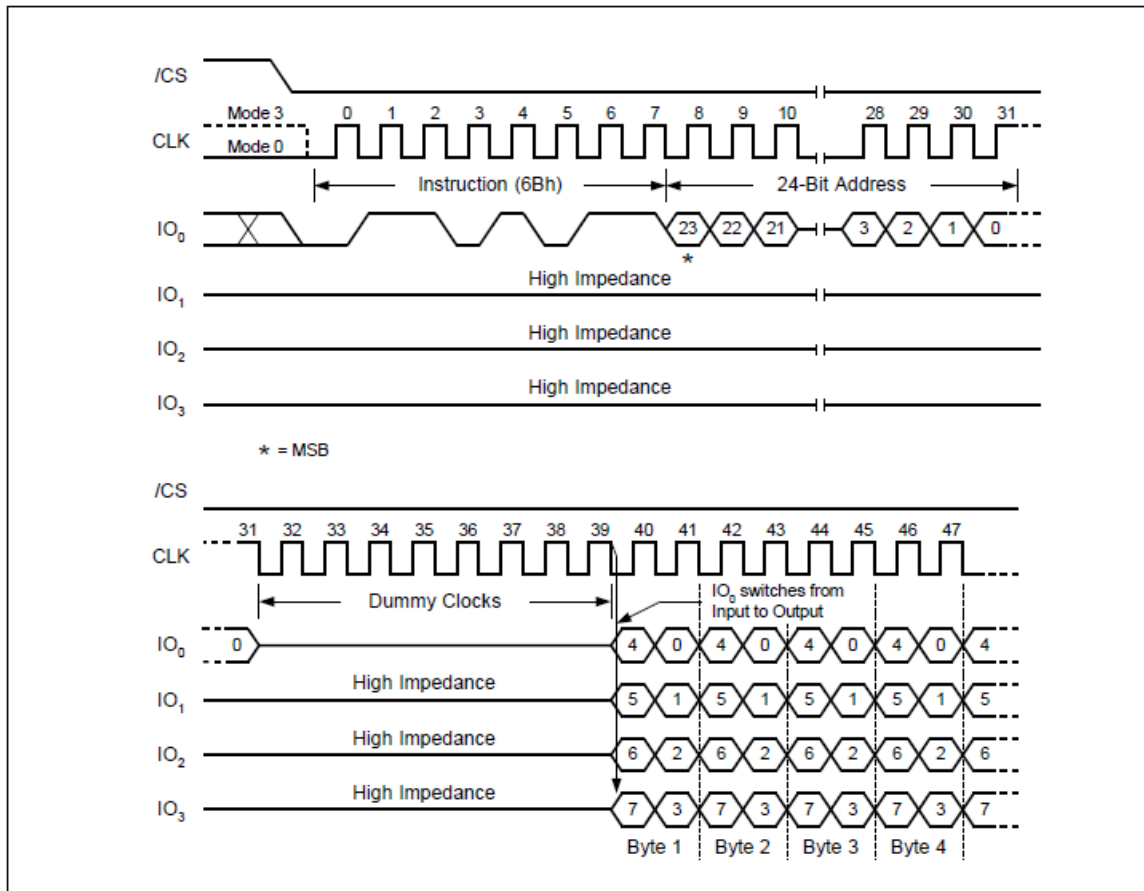 /CS
Mode 3 0 1 2 3 4 5 6 7 8 9 10 28 29 30 31
CLK
Mode 0
Instruction (6Bh) 24-Bit Address
IO0 23 22 21 3 2 1 0
*
High Impedance
IO1
High Impedance
IO2
High Impedance
IO3
* = MSB
/CS
31 32 33 34 35 36 37 38 39 40 41 42 43 44 45 46 47
CLK
Dummy Clocks
IO0 switches from
Input to Output
IO0 0 4 0 4 0 4 0 4 0 4
High Impedance
IO1 5 1 5 1 5 1 5 1 5
High Impedance
IO2 6 2 6 2 6 2 6 2 6
High Impedance
IO3 7 3 7 3 7 3 7 3 7
Byte 1 Byte 2 Byte 3 Byte 4